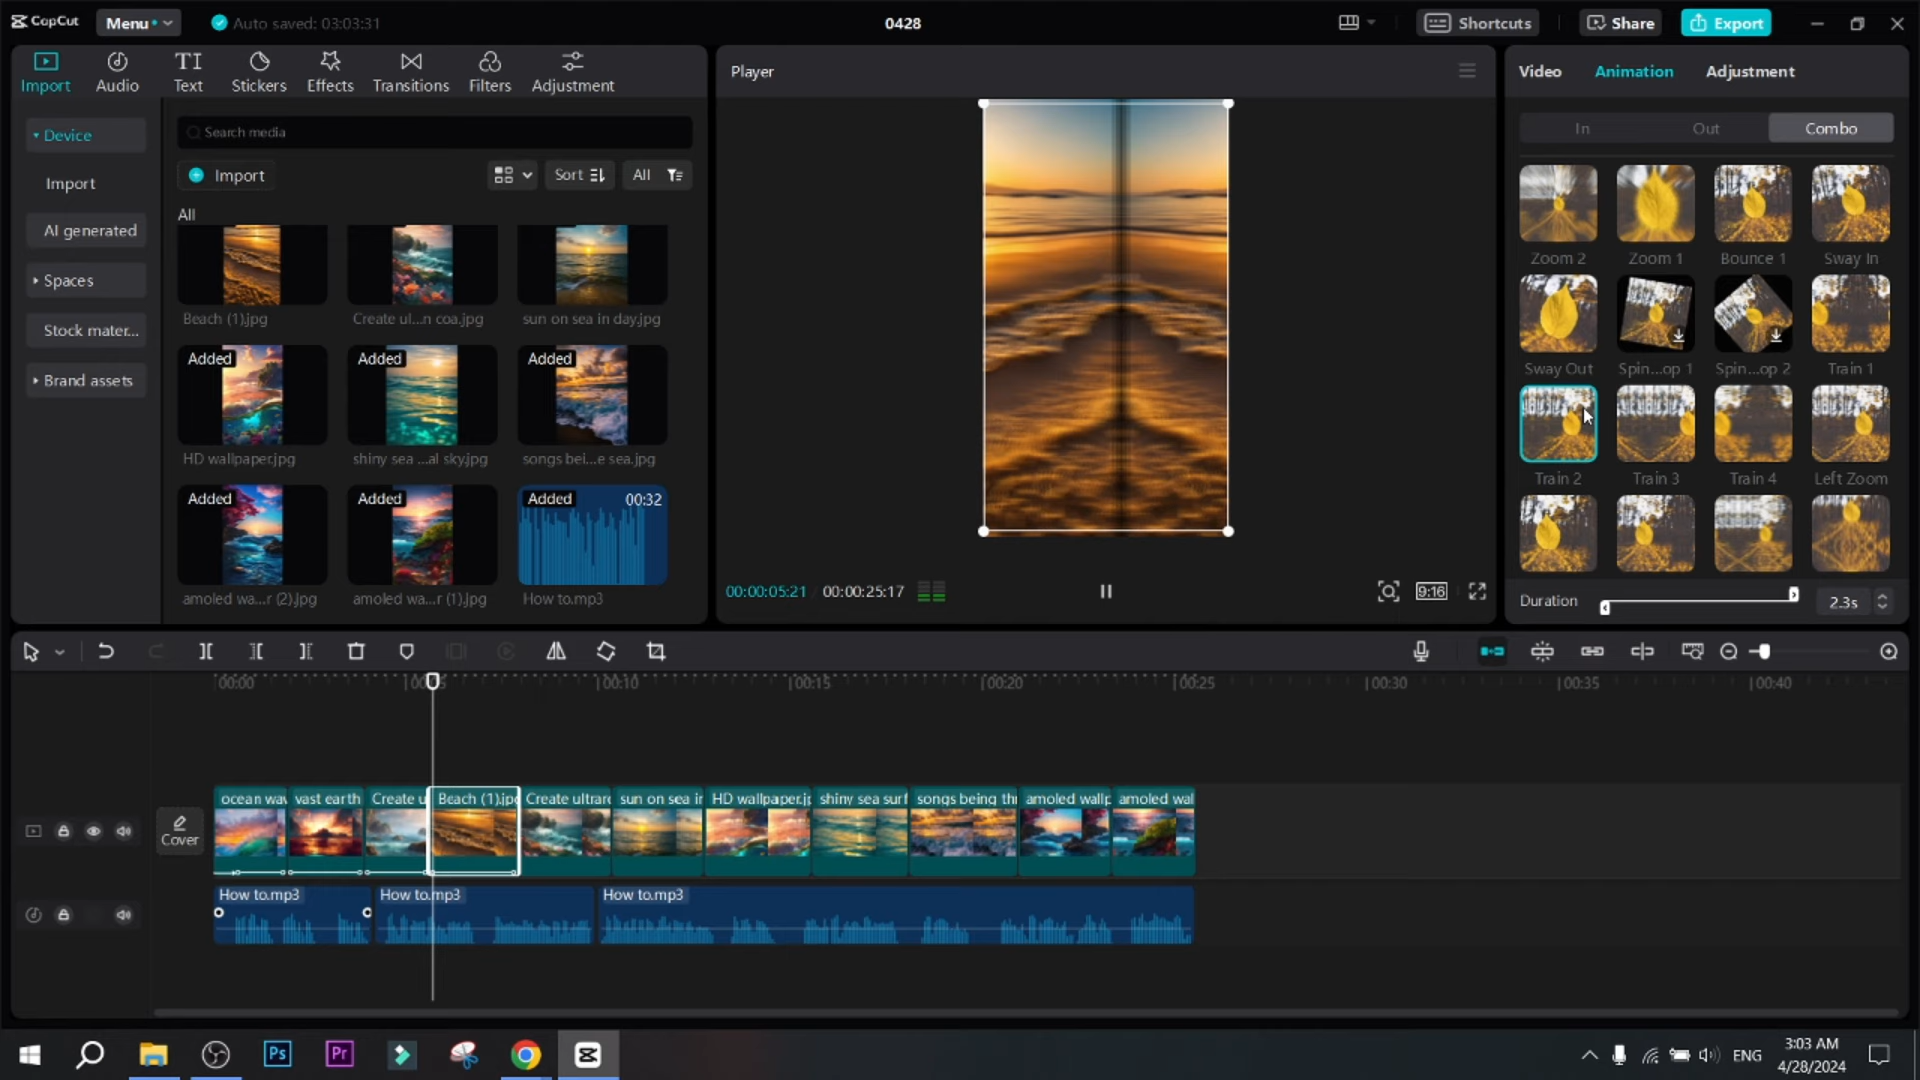 CapCut
Menu
Auto saved: 03:03:31
0428
Shortcuts
Share
Export
Import
Audio
TI
Text
Stickers
Effects
Transitions
Filters
Adjustment
Device
Import
AI generated
Spaces
Stock mater...
Brand assets
Search media
Import
Sort
All
All
Beach (1).jpg
Create ul...n coa.jpg
sun on sea in day.jpg
Added
Added
Added
HD wallpaper.jpg
shiny sea ...al sky.jpg
songs bei...e sea.jpg
Added
Added
Added
00:32
amoled wa...r (2).jpg
amoled wa...r (1).jpg
How to.mp3
Player
00:00:05:21
00:00:25:17
9:16
Video
Animation
Adjustment
In
Out
Combo
Zoom 2
Zoom 1
Bounce 1
Sway In
Sway Out
Spin...op 1
Spin...op 2
Train 1
Train 2
Train 3
Train 4
Left Zoom
Duration
2.3s
00:00
00:10
00:15
00:20
00:25
00:30
00:35
00:40
Cover
ocean wav
vast earth
Create u
Beach (1).jpg
Create ultrar
sun on sea in
HD wallpaper.jp
shiny sea surf
songs being thr
amoled wallp
amoled wal
How to.mp3
How to.mp3
How to.mp3
Ps
Pr
ENG
3:03 AM
4/28/2024